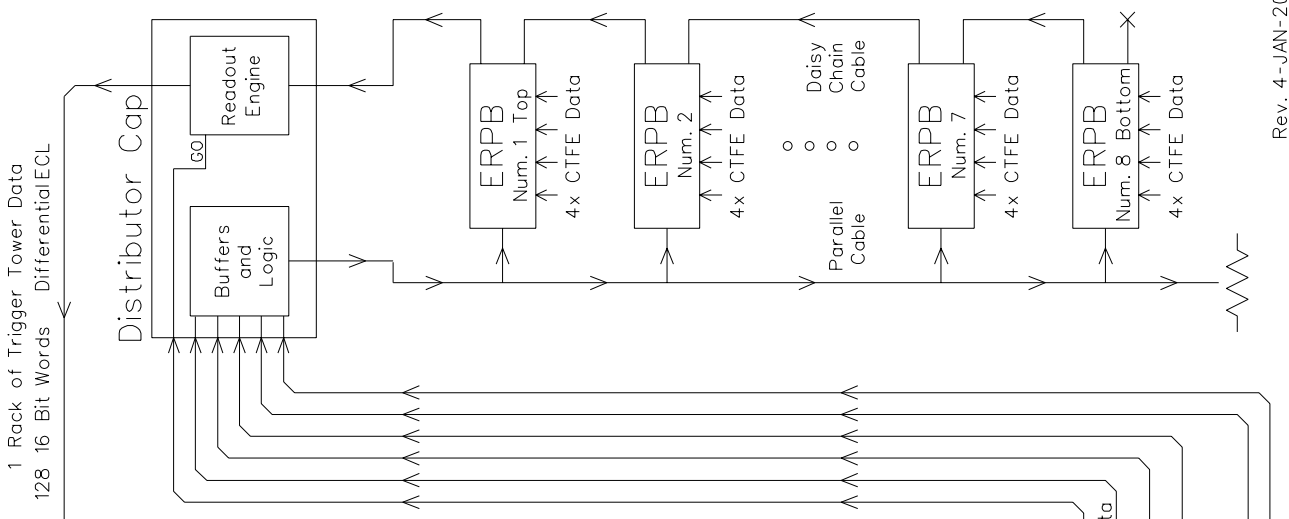 1 Rack of Trigger Tower Data
128 16 Bit Words DifferentialECL
Distributor Cap
Readout
Engine
GO
Buffers
and
Logic
ERPB
Num. 1 Top
4x CTFE Data
ERPB
Num. 2
4x CTFE Data
Daisy
Chain
Cable
Parallel
Cable
ERPB
Num. 7
4x CTFE Data
ERPB
Num. 8 Bottom
4x CTFE Data
Rev. 4-JAN-20
ta